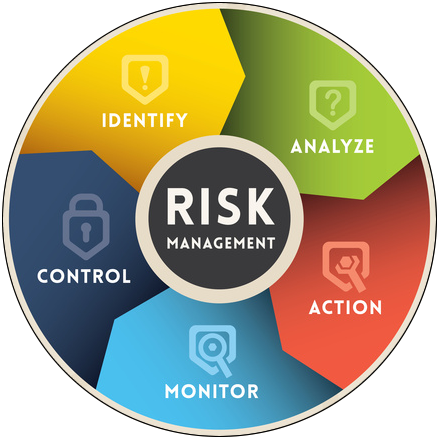 IDENTIFY
ANALYZE
RISK
MANAGEMENT
CONTROL
ACTION
MONITOR